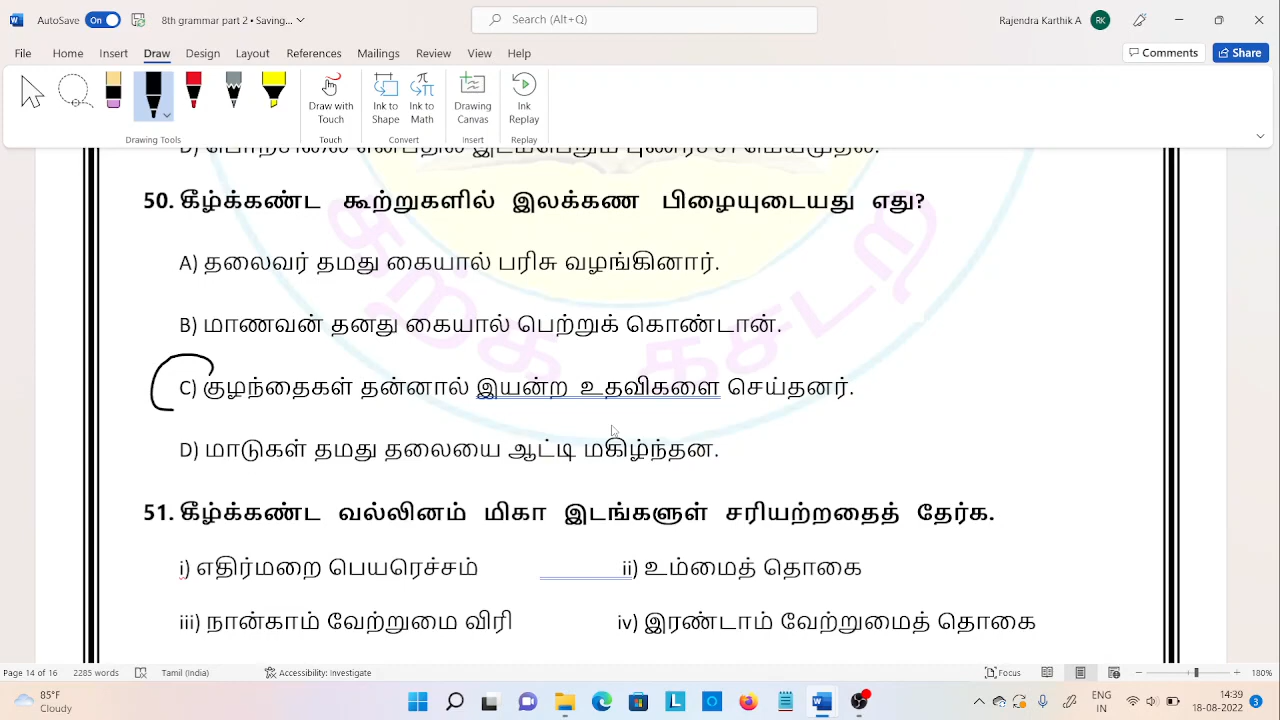 AutoSave On 8th grammar part 2 • Saving... Search (Alt+Q) Rajendra Karthik A RK
File Home Insert Draw Design Layout References Mailings Review View Help Comments Share
Draw with Touch
Ink to Shape
Ink to Math
Drawing Canvas
Ink Replay
Drawing Tools Touch Convert Insert Replay
50. கீழ்க்கண்ட கூற்றுகளில் இலக்கண பிழையுடையது எது?
A) தலைவர் தமது கையால் பரிசு வழங்கினார்.
B) மாணவன் தனது கையால் பெற்றுக் கொண்டான்.
C) குழந்தைகள் தன்னால் இயன்ற உதவிகளை செய்தனர்.
D) மாடுகள் தமது தலையை ஆட்டி மகிழ்ந்தன.
51. கீழ்க்கண்ட வல்லினம் மிகா இடங்களுள் சரியற்றதைத் தேர்க.
i) எதிர்மறை பெயரெச்சம் ii) உம்மைத் தொகை
iii) நான்காம் வேற்றுமை விரி iv) இரண்டாம் வேற்றுமைத் தொகை
Page 14 of 16 2285 words Tamil (India) Accessibility: Investigate Focus 180%
85°F
Cloudy
ENG
IN
14:39
18-08-2022
3